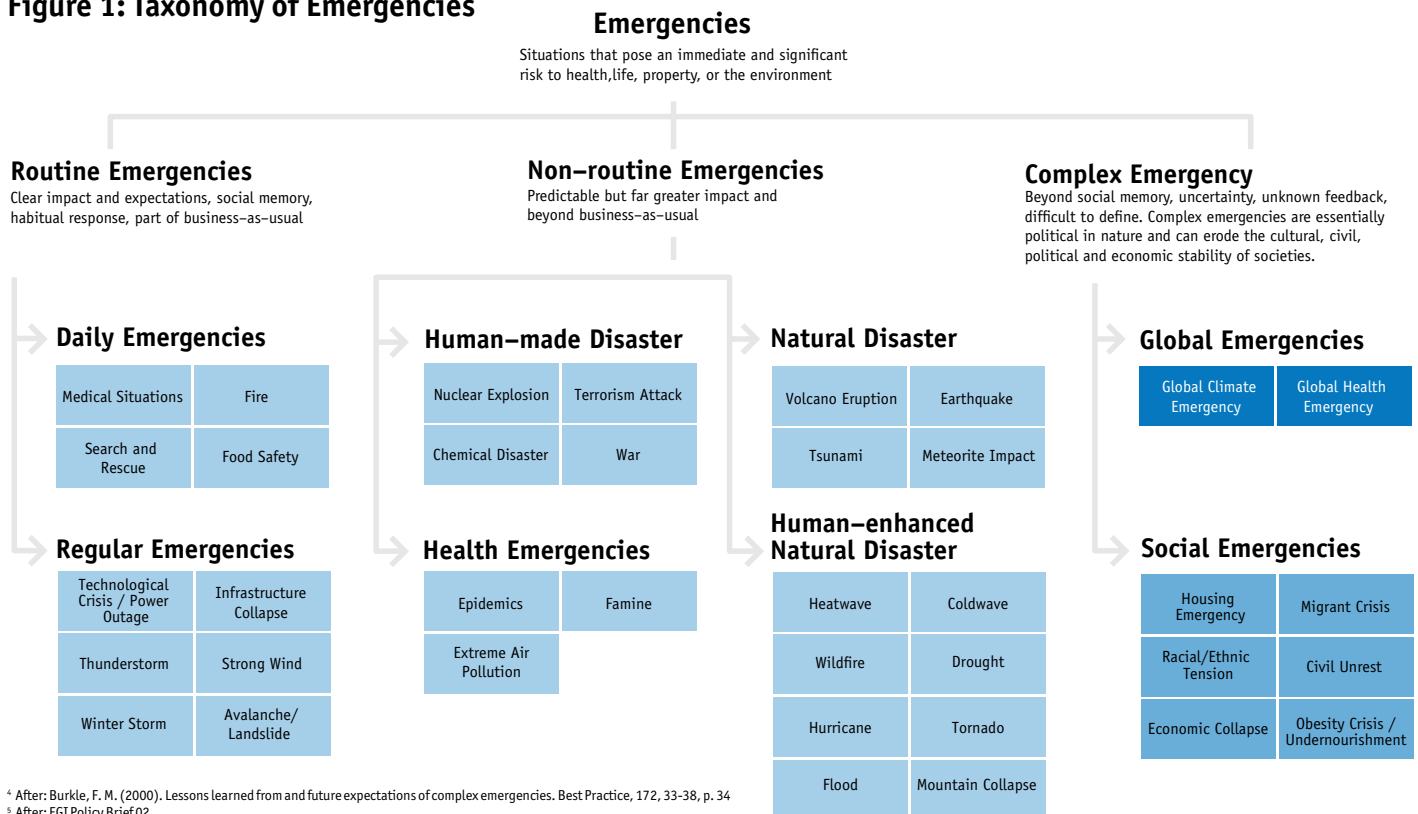 Figure 1: Taxonomy of Emergencies
Emergencies
Situations that pose an immediate and significant
risk to health,life, property, or the environment
Routine Emergencies
Clear impact and expectations, social memory,
habitual response, part of business–as–usual
Non–routine Emergencies
Predictable but far greater impact and
beyond business–as–usual
Complex Emergency
Beyond social memory, uncertainty, unknown feedback,
difficult to define. Complex emergencies are essentially
political in nature and can erode the cultural, civil,
political and economic stability of societies.
Daily Emergencies
Medical Situations
Fire
Search and
Rescue
Food Safety
Regular Emergencies
Technological
Crisis / Power
Outage
Infrastructure
Collapse
Thunderstorm
Strong Wind
Winter Storm
Avalanche/
Landslide
Human–made Disaster
Nuclear Explosion
Terrorism Attack
Chemical Disaster
War
Health Emergencies
Epidemics
Famine
Extreme Air
Pollution
Natural Disaster
Volcano Eruption
Earthquake
Tsunami
Meteorite Impact
Human–enhanced
Natural Disaster
Heatwave
Coldwave
Wildfire
Drought
Hurricane
Tornado
Flood
Mountain Collapse
Global Emergencies
Global Climate
Emergency
Global Health
Emergency
Social Emergencies
Housing
Emergency
Migrant Crisis
Racial/Ethnic
Tension
Civil Unrest
Economic Collapse
Obesity Crisis /
Undernourishment
⁴ After: Burkle, F. M. (2000). Lessons learned from and future expectations of complex emergencies. Best Practice, 172, 33-38, p. 34
⁵ After: EGI Policy Brief 02